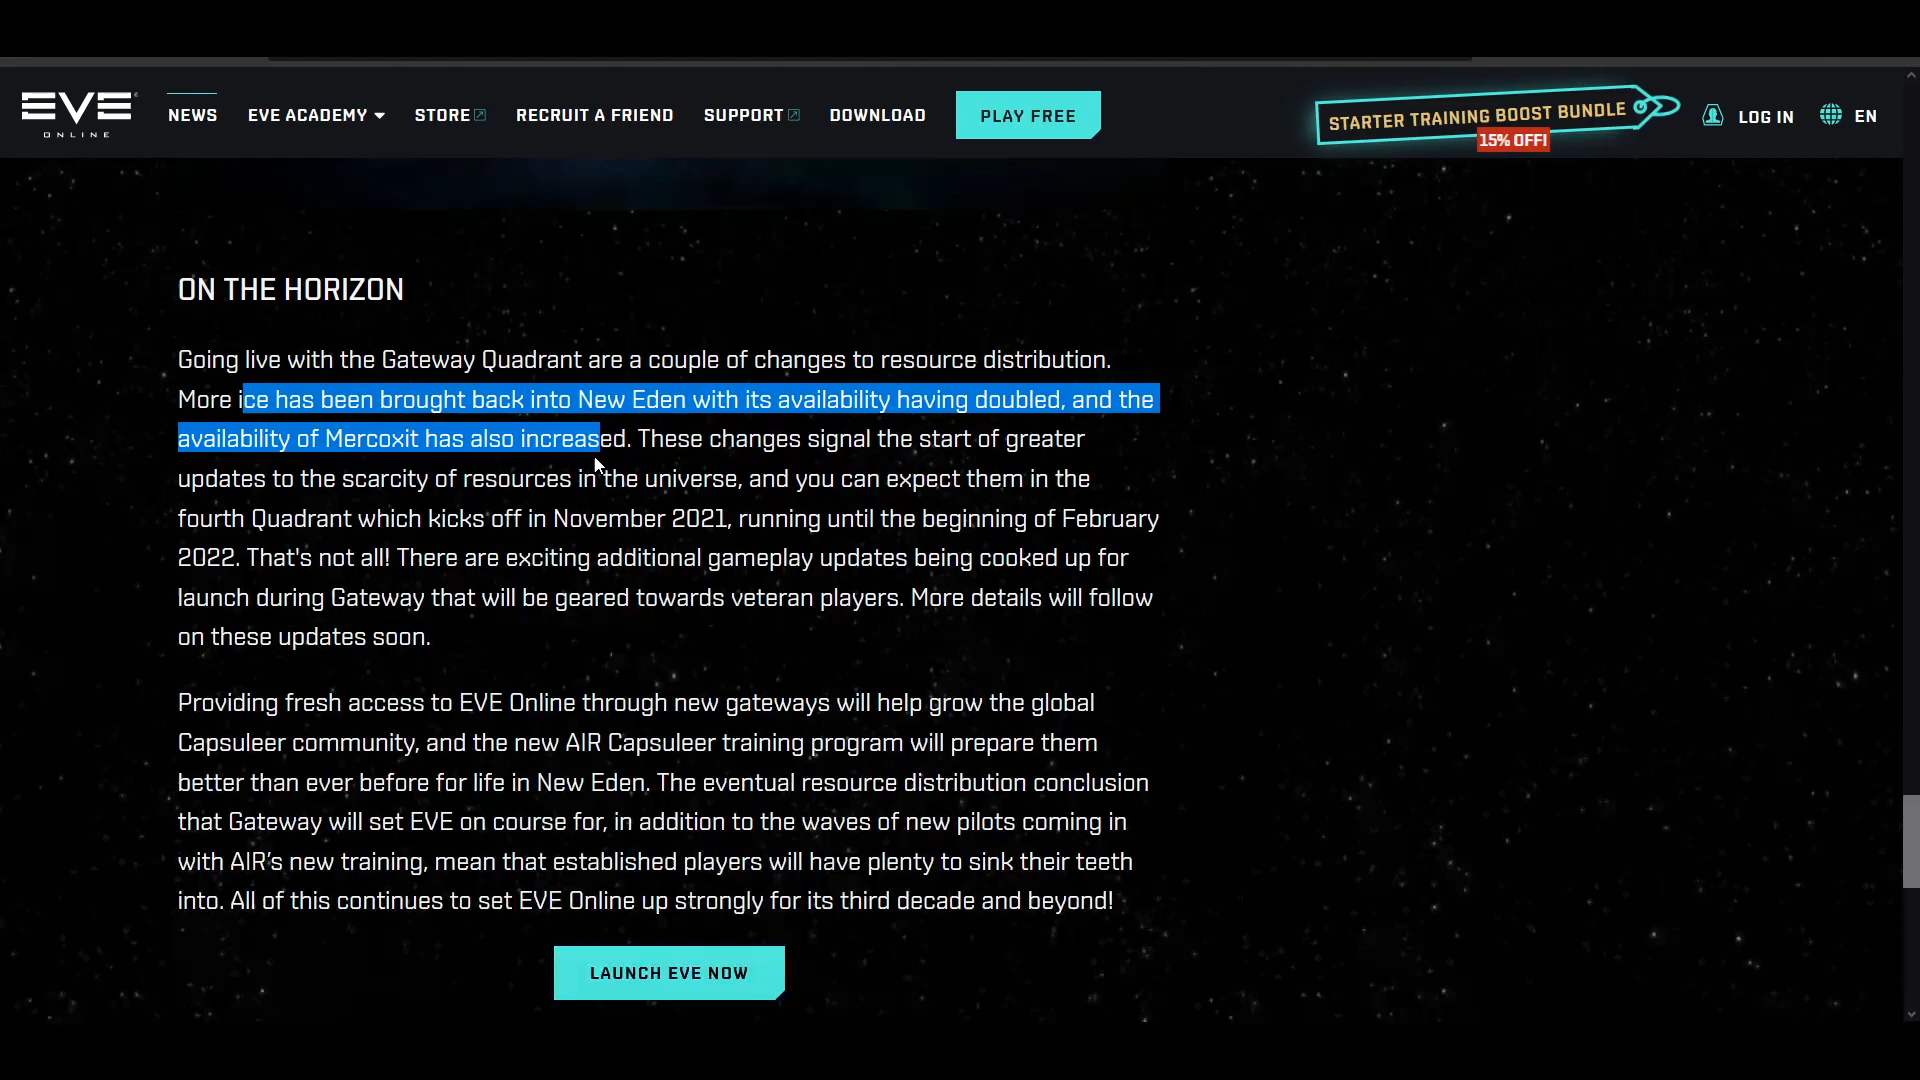 EVE
ONLINE
NEWS
EVE ACADEMY
STORE
RECRUIT A FRIEND
SUPPORT
DOWNLOAD
PLAY FREE
STARTER TRAINING BOOST BUNDLE
15% OFF!
LOG IN
EN
ON THE HORIZON
Going live with the Gateway Quadrant are a couple of changes to resource distribution.
More ice has been brought back into New Eden with its availability having doubled, and the
availability of Mercoxit has also increased. These changes signal the start of greater
updates to the scarcity of resources in the universe, and you can expect them in the
fourth Quadrant which kicks off in November 2021, running until the beginning of February
2022. That's not all! There are exciting additional gameplay updates being cooked up for
launch during Gateway that will be geared towards veteran players. More details will follow
on these updates soon.
Providing fresh access to EVE Online through new gateways will help grow the global
Capsuleer community, and the new AIR Capsuleer training program will prepare them
better than ever before for life in New Eden. The eventual resource distribution conclusion
that Gateway will set EVE on course for, in addition to the waves of new pilots coming in
with AIR’s new training, mean that established players will have plenty to sink their teeth
into. All of this continues to set EVE Online up strongly for its third decade and beyond!
LAUNCH EVE NOW